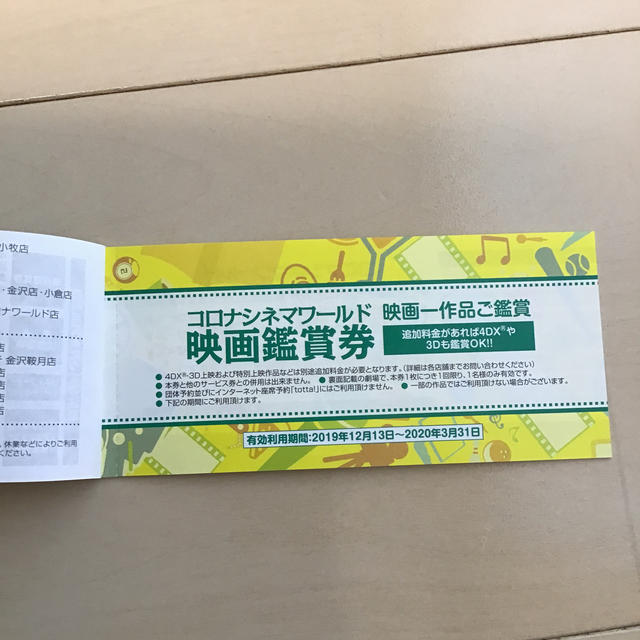 小牧店
・金沢店・小倉店
ナワールド店
店
金沢鞍月店
店
店
店
店
、休業などによりご利用
ください。
コロナシネマワールド 映画一作品ご鑑賞
映画鑑賞券
追加料金があれば4DX®や
3Dも鑑賞OK!!
● 4DX®・3D上映および特別上映作品などは別途追加料金が必要となります。(詳細は各店舗までお問い合わせください)
● 本券と他のサービス券との併用は出来ません。 ● 裏面記載の劇場で、本券1枚につき1回限り、1名様のみ有効です。
● 団体予約並びにインターネット座席予約「totta!」にはご利用頂けません。 ● 一部の作品ではご利用頂けない場合がございます。
● 下記の期間にご利用頂けます。
有効利用期間:2019年12月13日〜2020年3月31日